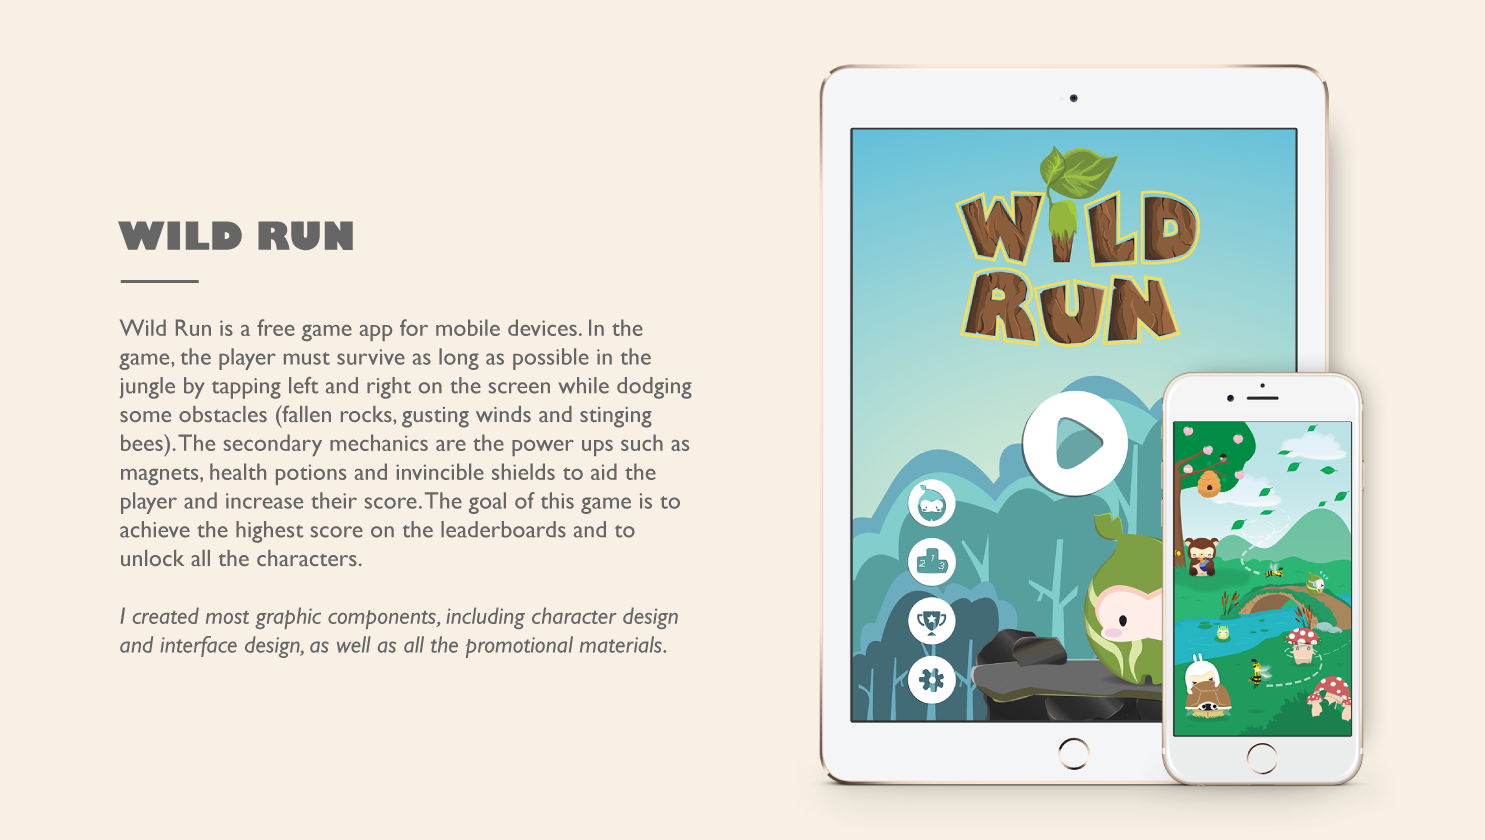 WILD RUN
Wild Run is a free game app for mobile devices. In the
game, the player must survive as long as possible in the
jungle by tapping left and right on the screen while dodging
some obstacles (fallen rocks, gusting winds and stinging
bees). The secondary mechanics are the power ups such as
magnets, health potions and invincible shields to aid the
player and increase their score. The goal of this game is to
achieve the highest score on the leaderboards and to
unlock all the characters.
I created most graphic components, including character design
and interface design, as well as all the promotional materials.
WILD
RUN
2 1 3